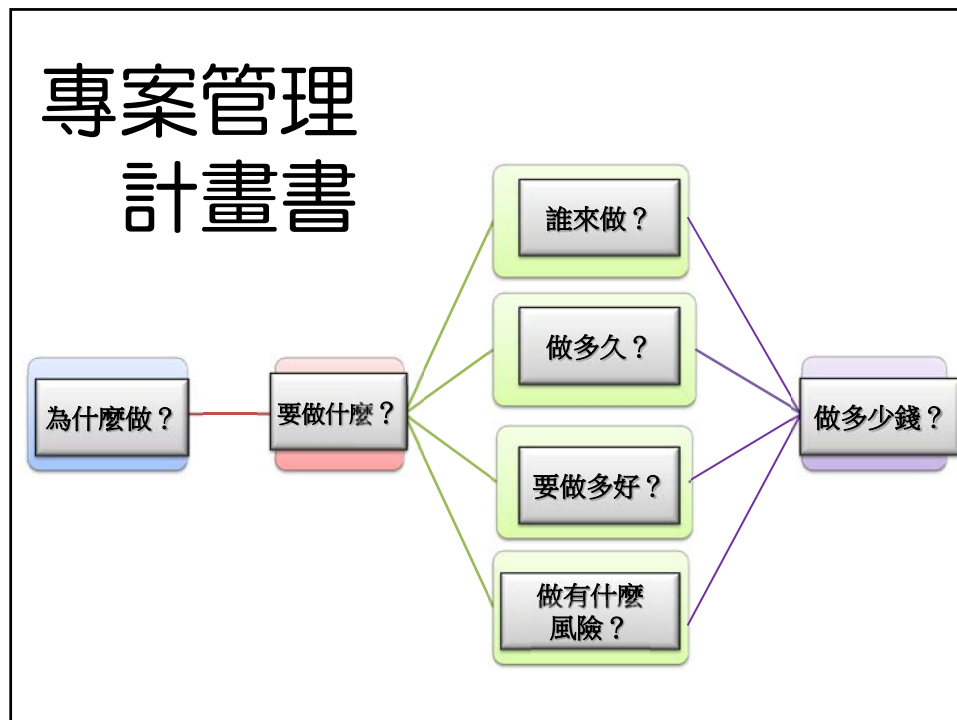 專案管理
計畫書
為什麼做？
要做什麼？
誰來做？
做多久？
要做多好？
做有什麼
風險？
做多少錢？